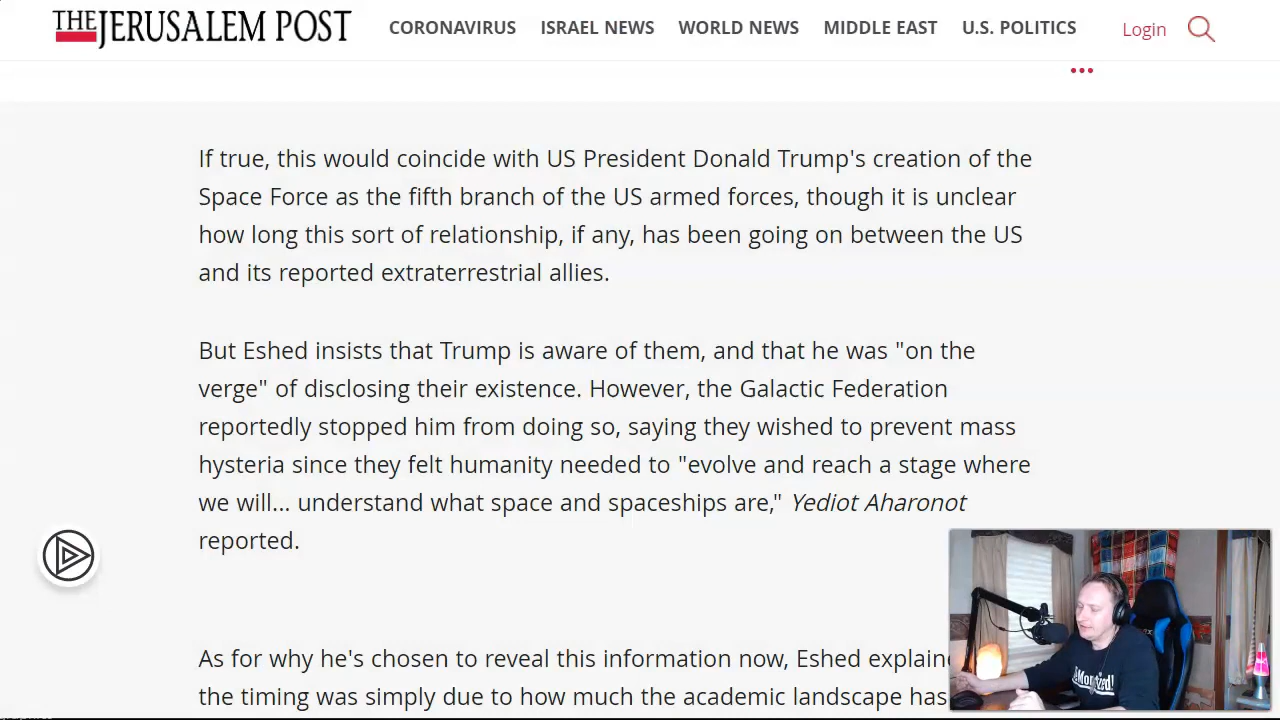 THE JERUSALEM POST
CORONAVIRUS ISRAEL NEWS WORLD NEWS MIDDLE EAST U.S. POLITICS Login
If true, this would coincide with US President Donald Trump's creation of the
Space Force as the fifth branch of the US armed forces, though it is unclear
how long this sort of relationship, if any, has been going on between the US
and its reported extraterrestrial allies.
But Eshed insists that Trump is aware of them, and that he was "on the
verge" of disclosing their existence. However, the Galactic Federation
reportedly stopped him from doing so, saying they wished to prevent mass
hysteria since they felt humanity needed to "evolve and reach a stage where
we will... understand what space and spaceships are," Yediot Aharonot
reported.
As for why he's chosen to reveal this information now, Eshed
the timing was simply due to how much the academic landscape has